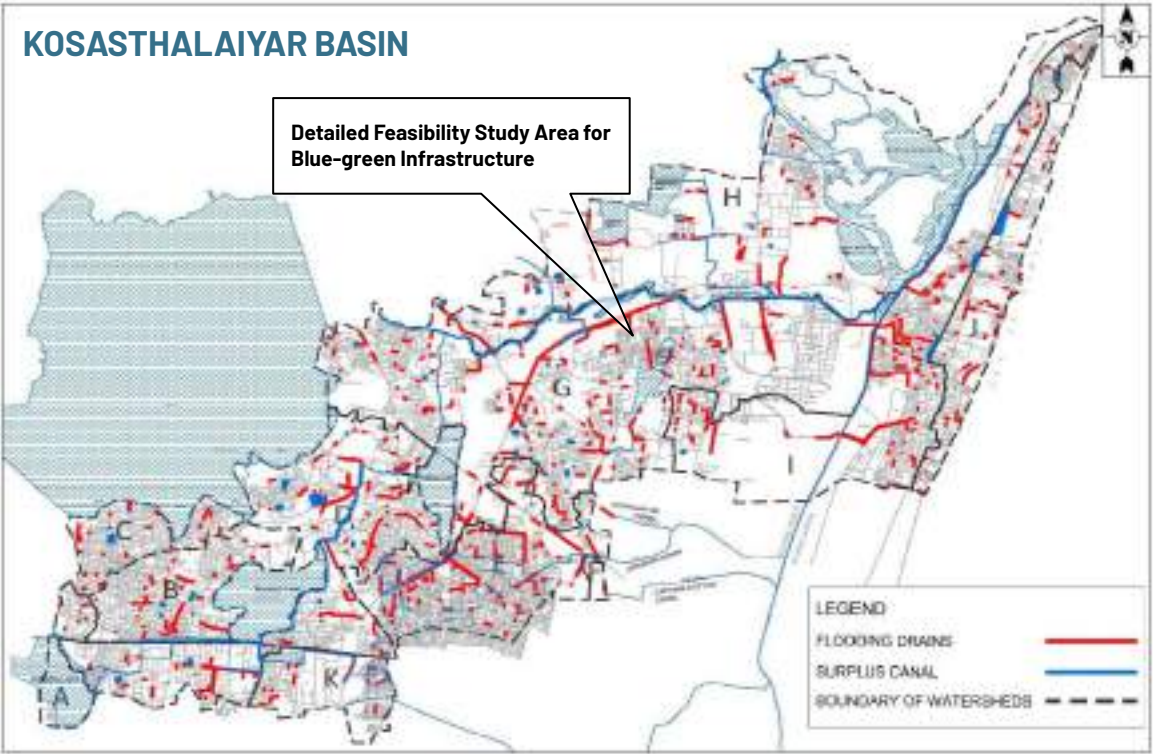 KOSASTHALAIYAR BASIN
N
Detailed Feasibility Study Area for
Blue-green Infrastructure
H
J
G
I
C
B
A
K
LEGEND
FLOODING DRAINS
SURPLUS CANAL
BOUNDARY OF WATERSHEDS